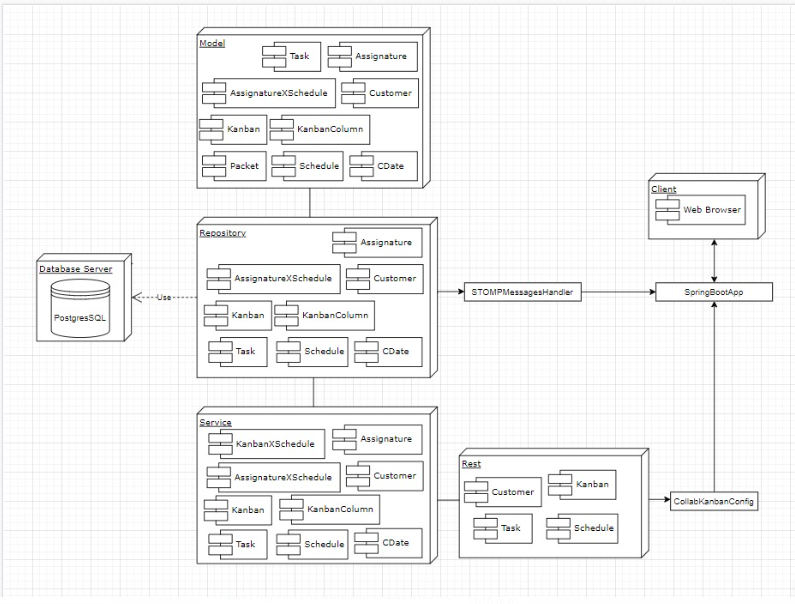 Model
Task
Assignature
AssignatureXSchedule
Customer
Kanban
KanbanColumn
Packet
Schedule
CDate
Client
Web Browser
Repository
Assignature
AssignatureXSchedule
Customer
Kanban
KanbanColumn
Task
Schedule
CDate
Database Server
PostgresSQL
Use
STOMPMessagesHandler
SpringBootApp
Service
KanbanXSchedule
Assignature
AssignatureXSchedule
Customer
Kanban
KanbanColumn
Task
Schedule
CDate
Rest
Customer
Kanban
Task
Schedule
CollabKanbanConfig